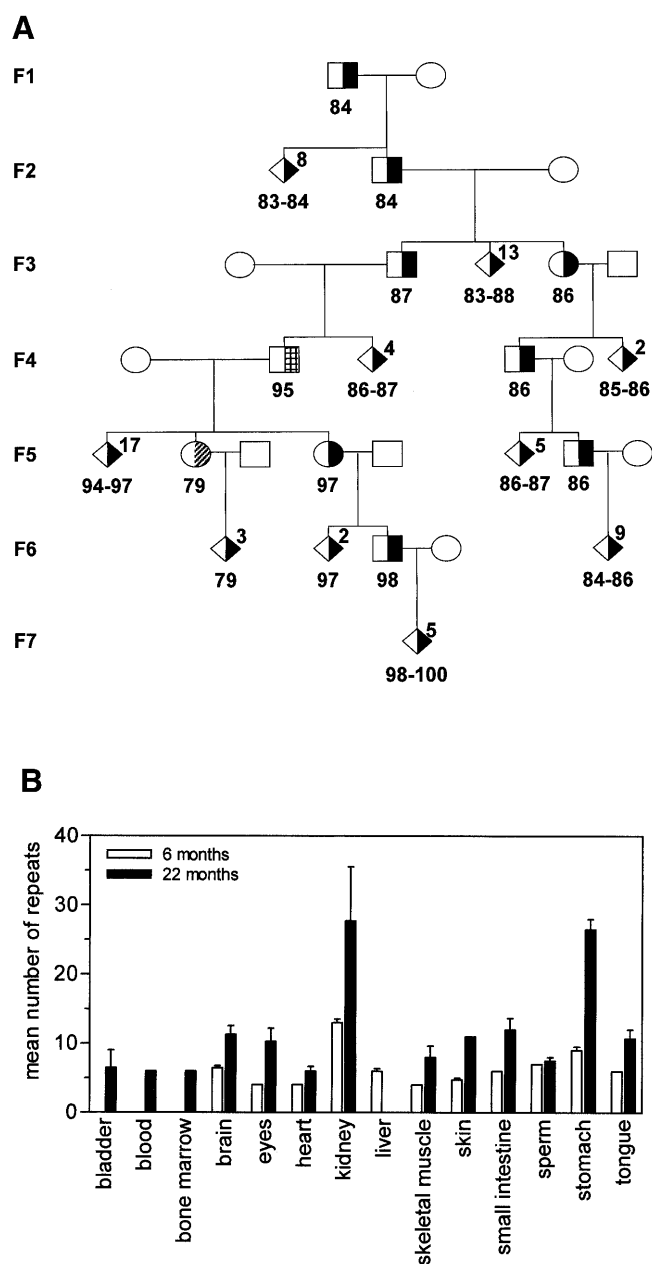 A
F1
84
F2
8
83-84
84
F3
13
87
83-88
86
F4
4
2
95
86-87
86
85-86
F5
17
5
94-97
79
97
86-87
86
F6
3
2
9
79
97
98
84-86
F7
5
98-100
B
mean number of repeats
40
30
20
10
0
6 months
22 months
bladder
blood
bone marrow
brain
eyes
heart
kidney
liver
skeletal muscle
skin
small intestine
sperm
stomach
tongue